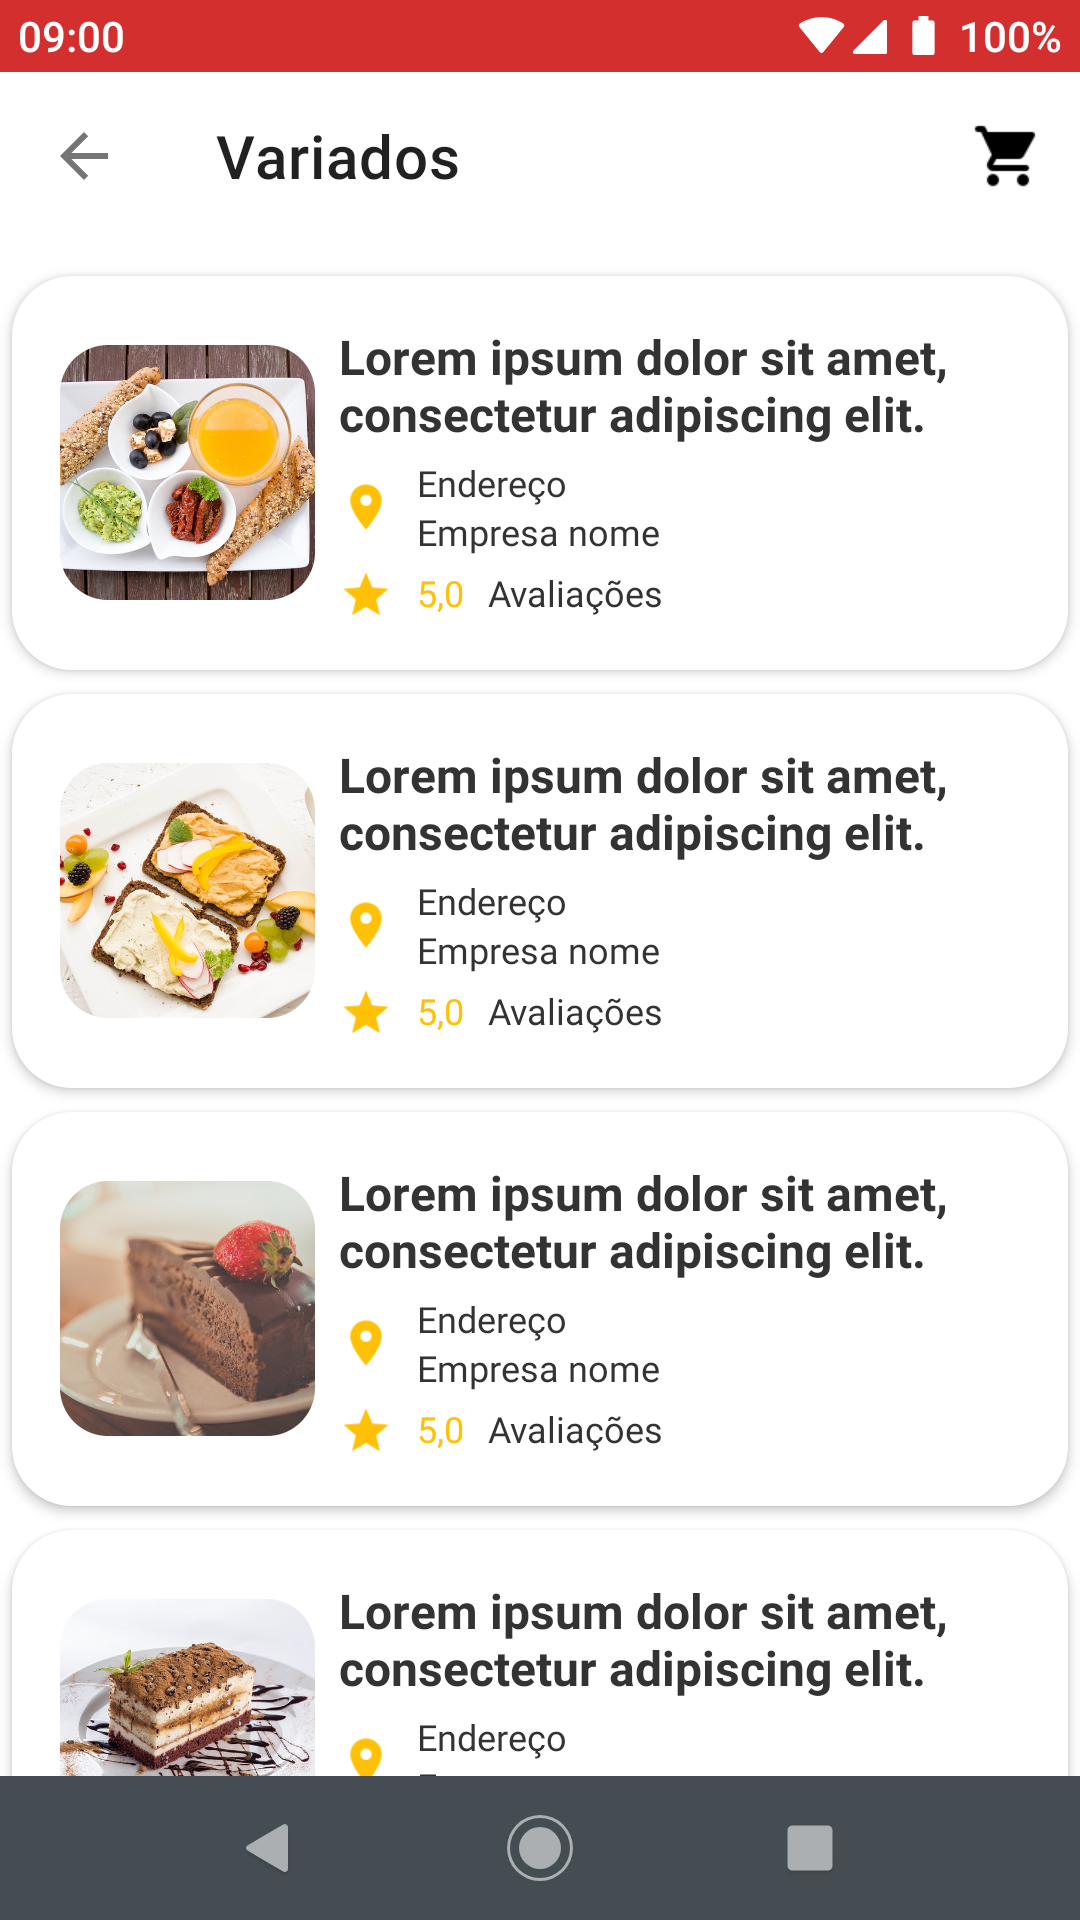 09:00 100%
Variados
Lorem ipsum dolor sit amet,
consectetur adipiscing elit.
Endereço
Empresa nome
5,0 Avaliações
Lorem ipsum dolor sit amet,
consectetur adipiscing elit.
Endereço
Empresa nome
5,0 Avaliações
Lorem ipsum dolor sit amet,
consectetur adipiscing elit.
Endereço
Empresa nome
5,0 Avaliações
Lorem ipsum dolor sit amet,
consectetur adipiscing elit.
Endereço